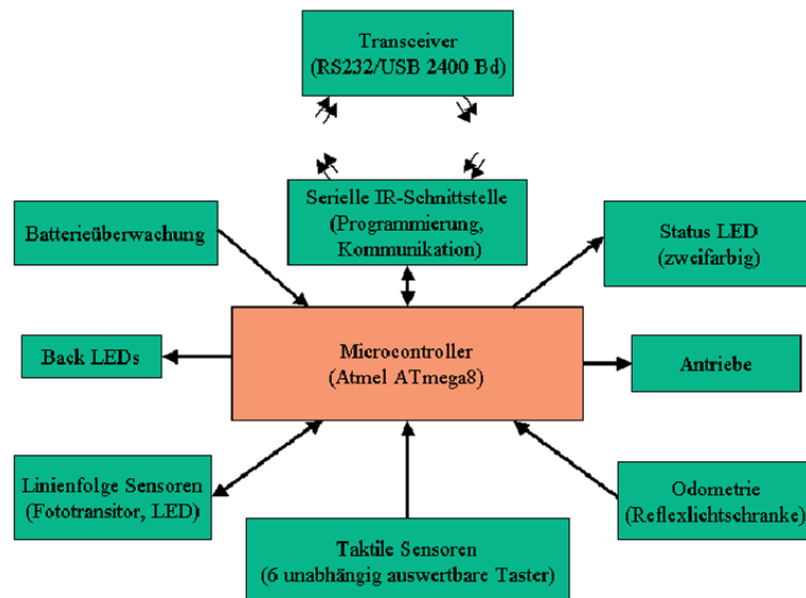 Transceiver
(RS232/USB 2400 Bd)
Serielle IR-Schnittstelle
(Programmierung,
Kommunikation)
Batterieüberwachung
Status LED
(zweifarbig)
Back LEDs
Microcontroller
(Atmel ATmega8)
Antriebe
Linienfolge Sensoren
(Fototransitor, LED)
Odometrie
(Reflexlichtschranke)
Taktile Sensoren
(6 unabhängig auswertbare Taster)